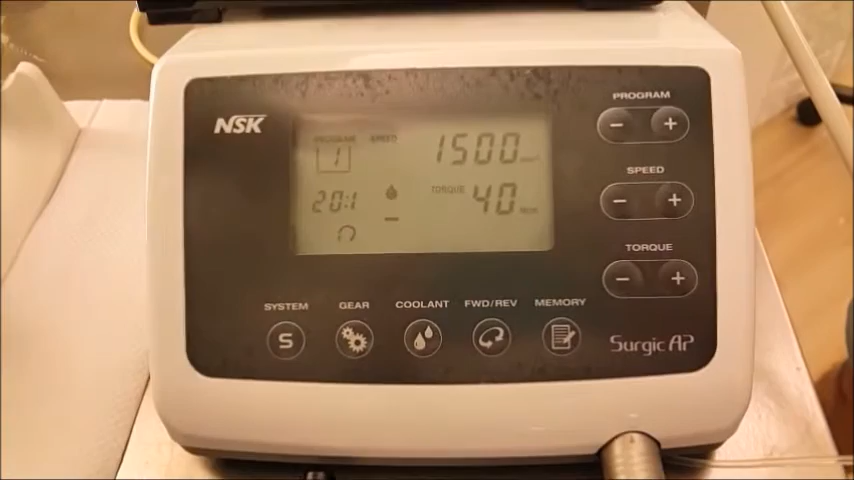 NSK
PROGRAM
SPEED
1
1500
20:1
TORQUE
40
PROGRAM
- +
SPEED
- +
TORQUE
- +
SYSTEM GEAR COOLANT FWD/REV MEMORY
S
Surgic AP